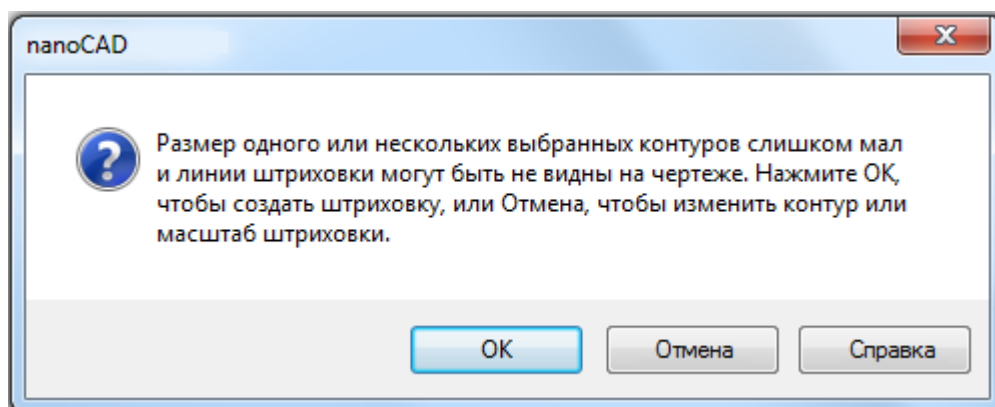 nanoCAD
Размер одного или нескольких выбранных контуров слишком мал
и линии штриховки могут быть не видны на чертеже. Нажмите ОК,
чтобы создать штриховку, или Отмена, чтобы изменить контур или
масштаб штриховки.
ОК
Отмена
Справка